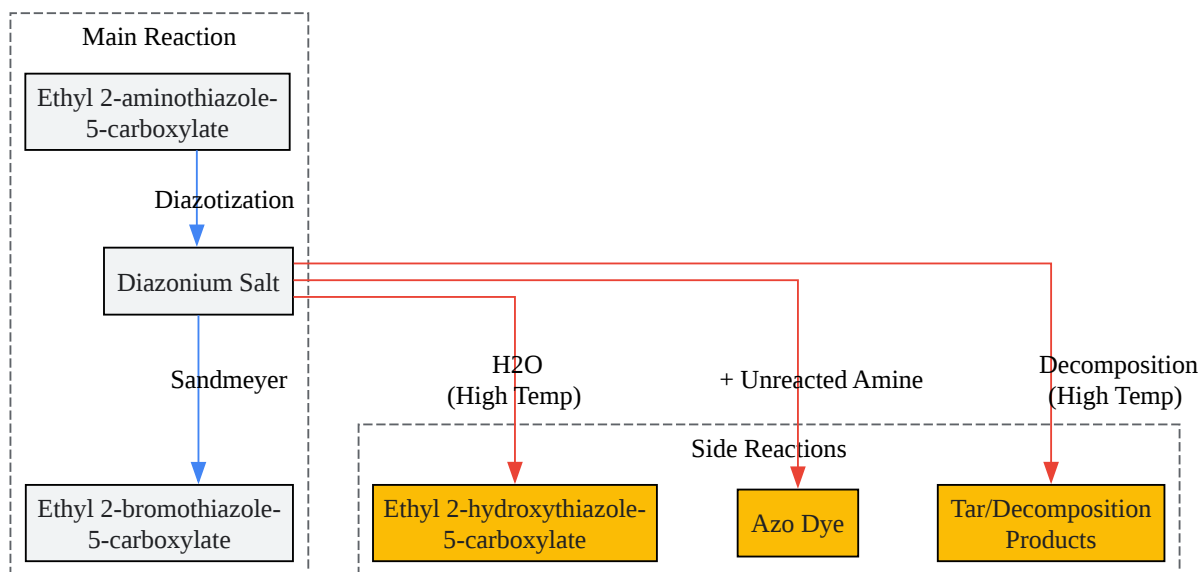 Main Reaction
Ethyl 2-aminothiazole-
5-carboxylate
Diazotization
Diazonium Salt
Sandmeyer
Ethyl 2-bromothiazole-
5-carboxylate
H2O
(High Temp)
+ Unreacted Amine
Decomposition
(High Temp)
Side Reactions
Ethyl 2-hydroxythiazole-
5-carboxylate
Azo Dye
Tar/Decomposition
Products